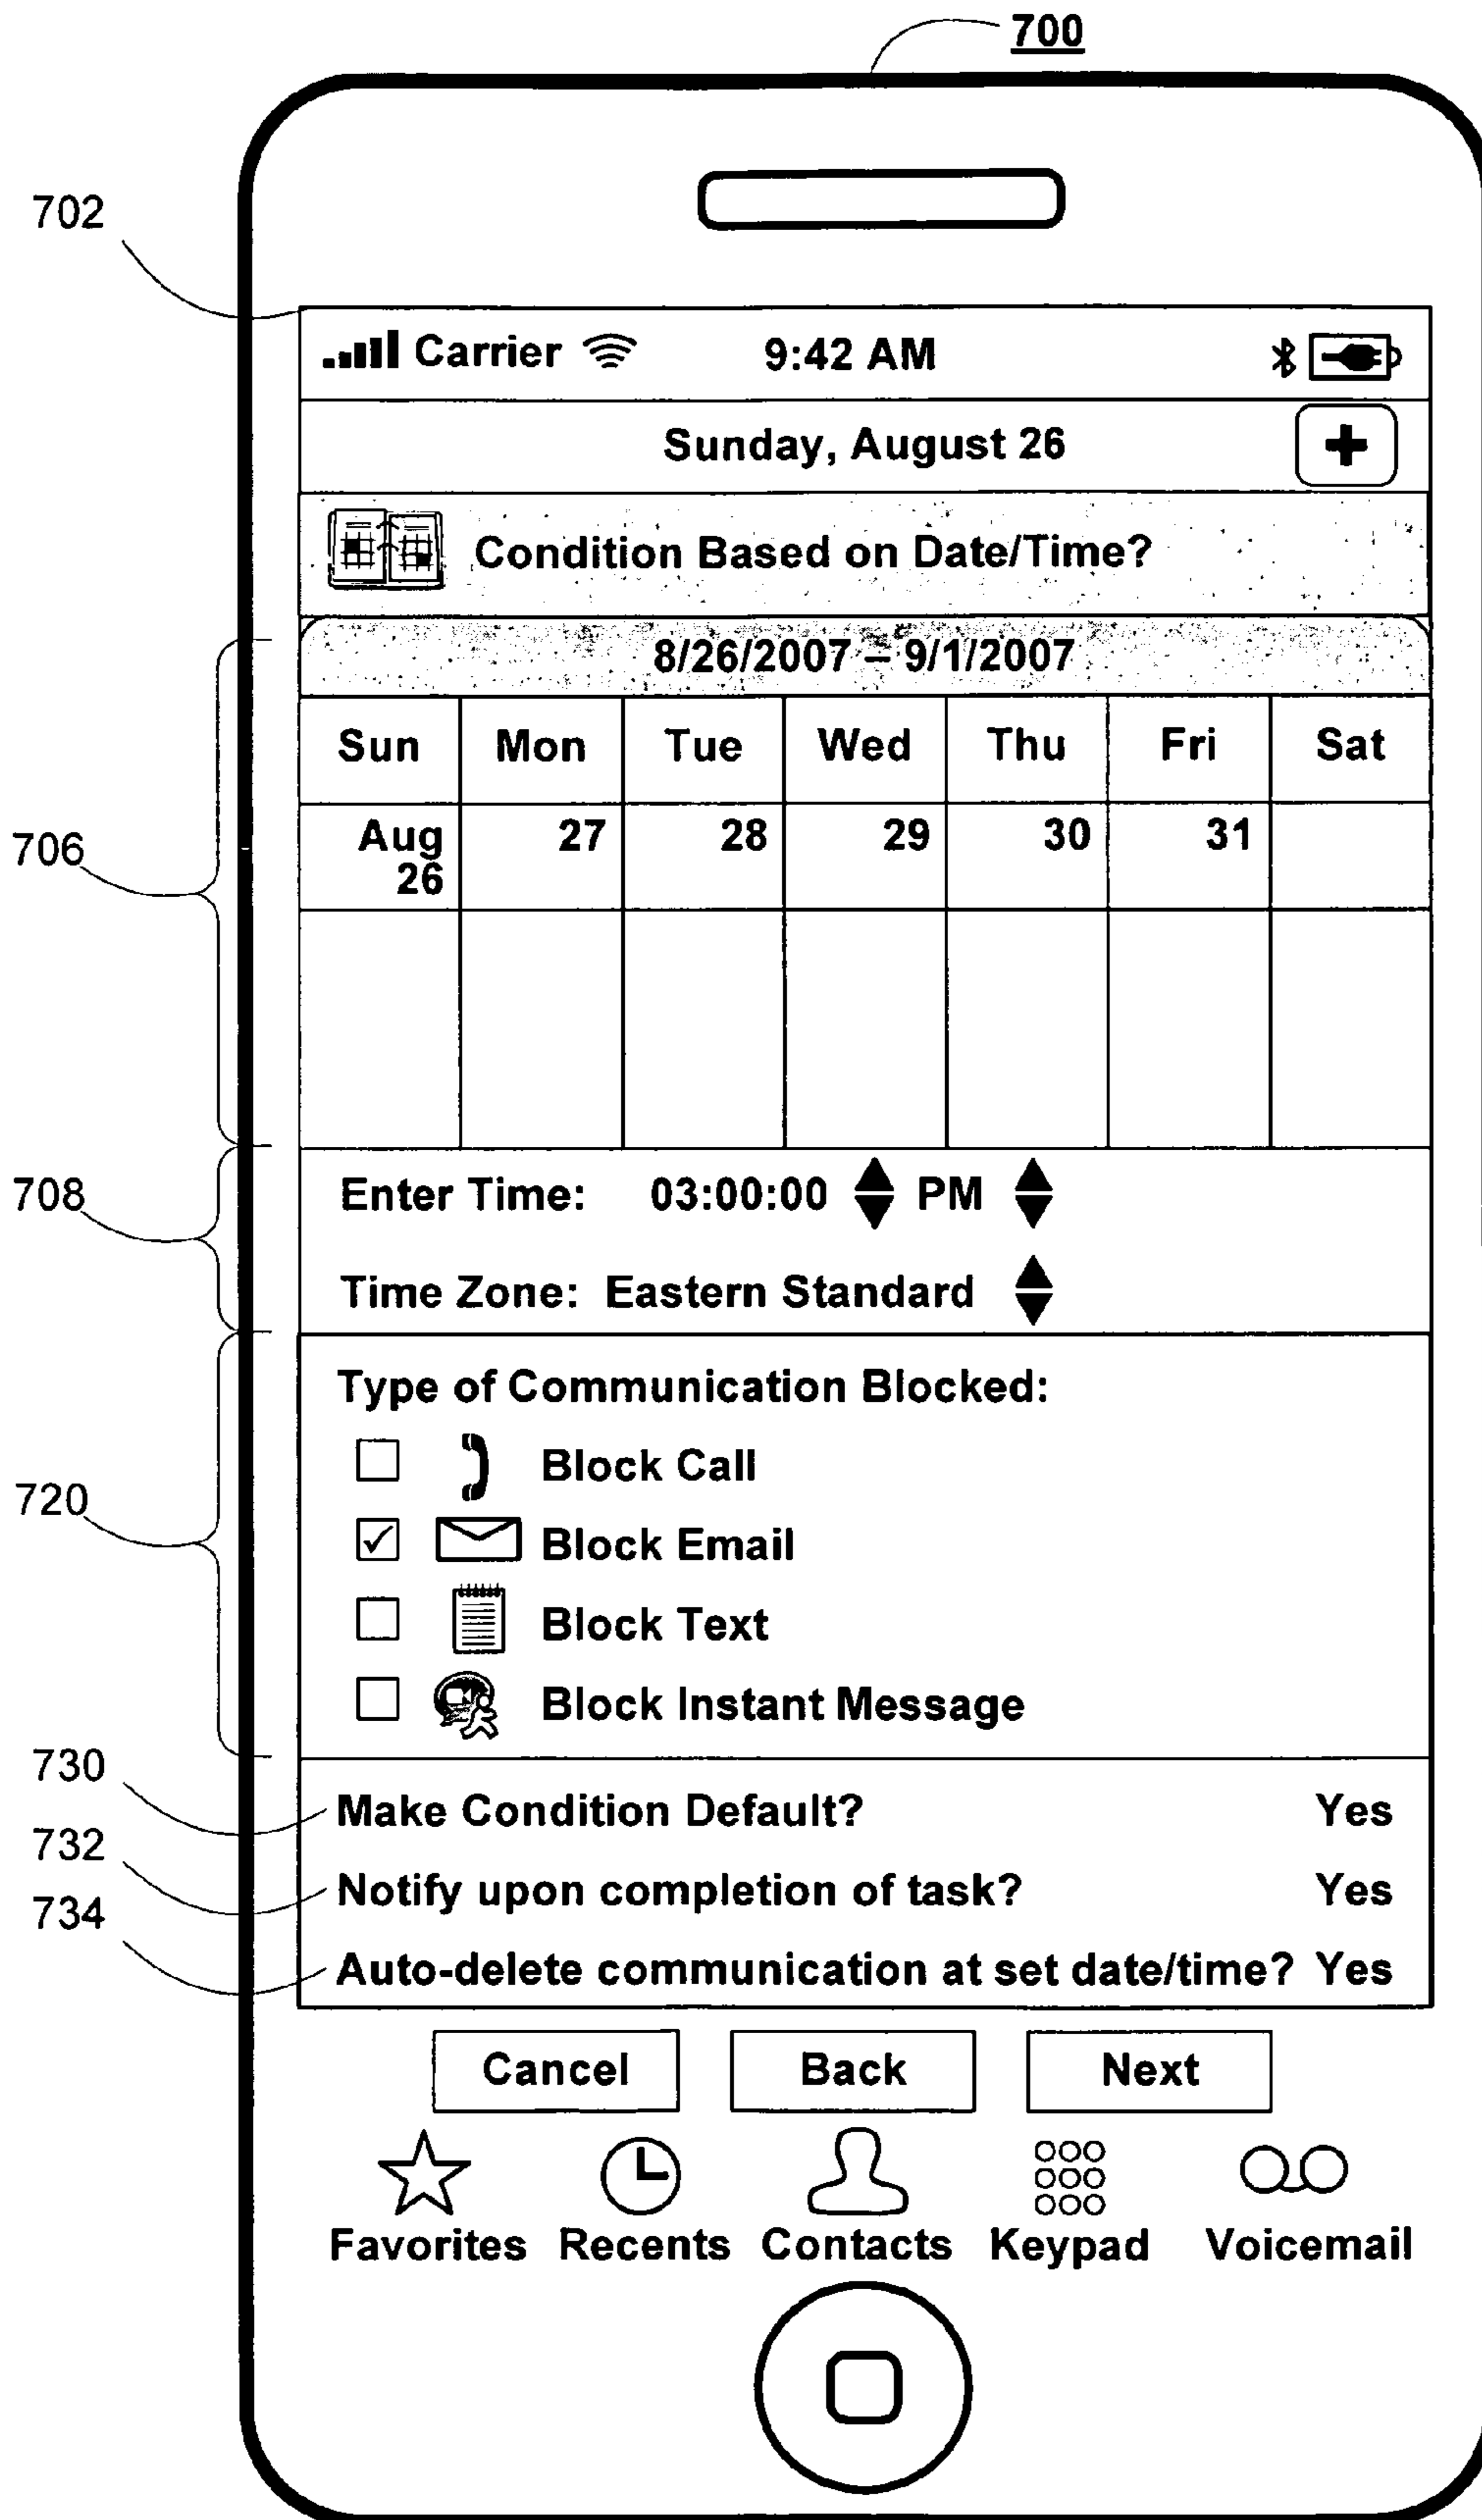 700
702
Carrier 9:42 AM
Sunday, August 26 +
Condition Based on Date/Time?
8/26/2007 – 9/1/2007
Sun Mon Tue Wed Thu Fri Sat
706
Aug 27 28 29 30 31
26
708
Enter Time: 03:00:00 PM
Time Zone: Eastern Standard
Type of Communication Blocked:
Block Call
720
Block Email
Block Text
Block Instant Message
730
Make Condition Default? Yes
732
Notify upon completion of task? Yes
734
Auto-delete communication at set date/time? Yes
Cancel Back Next
Favorites Recents Contacts Keypad Voicemail